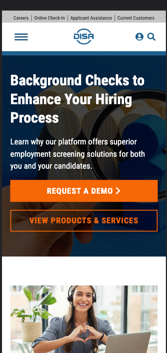 Careers | Online Check-In | Applicant Assistance | Current Customers
DISA
Background Checks to
Enhance Your Hiring
Process
Learn why our platform offers superior
employment screening solutions for both
you and your candidates.
REQUEST A DEMO
VIEW PRODUCTS & SERVICES